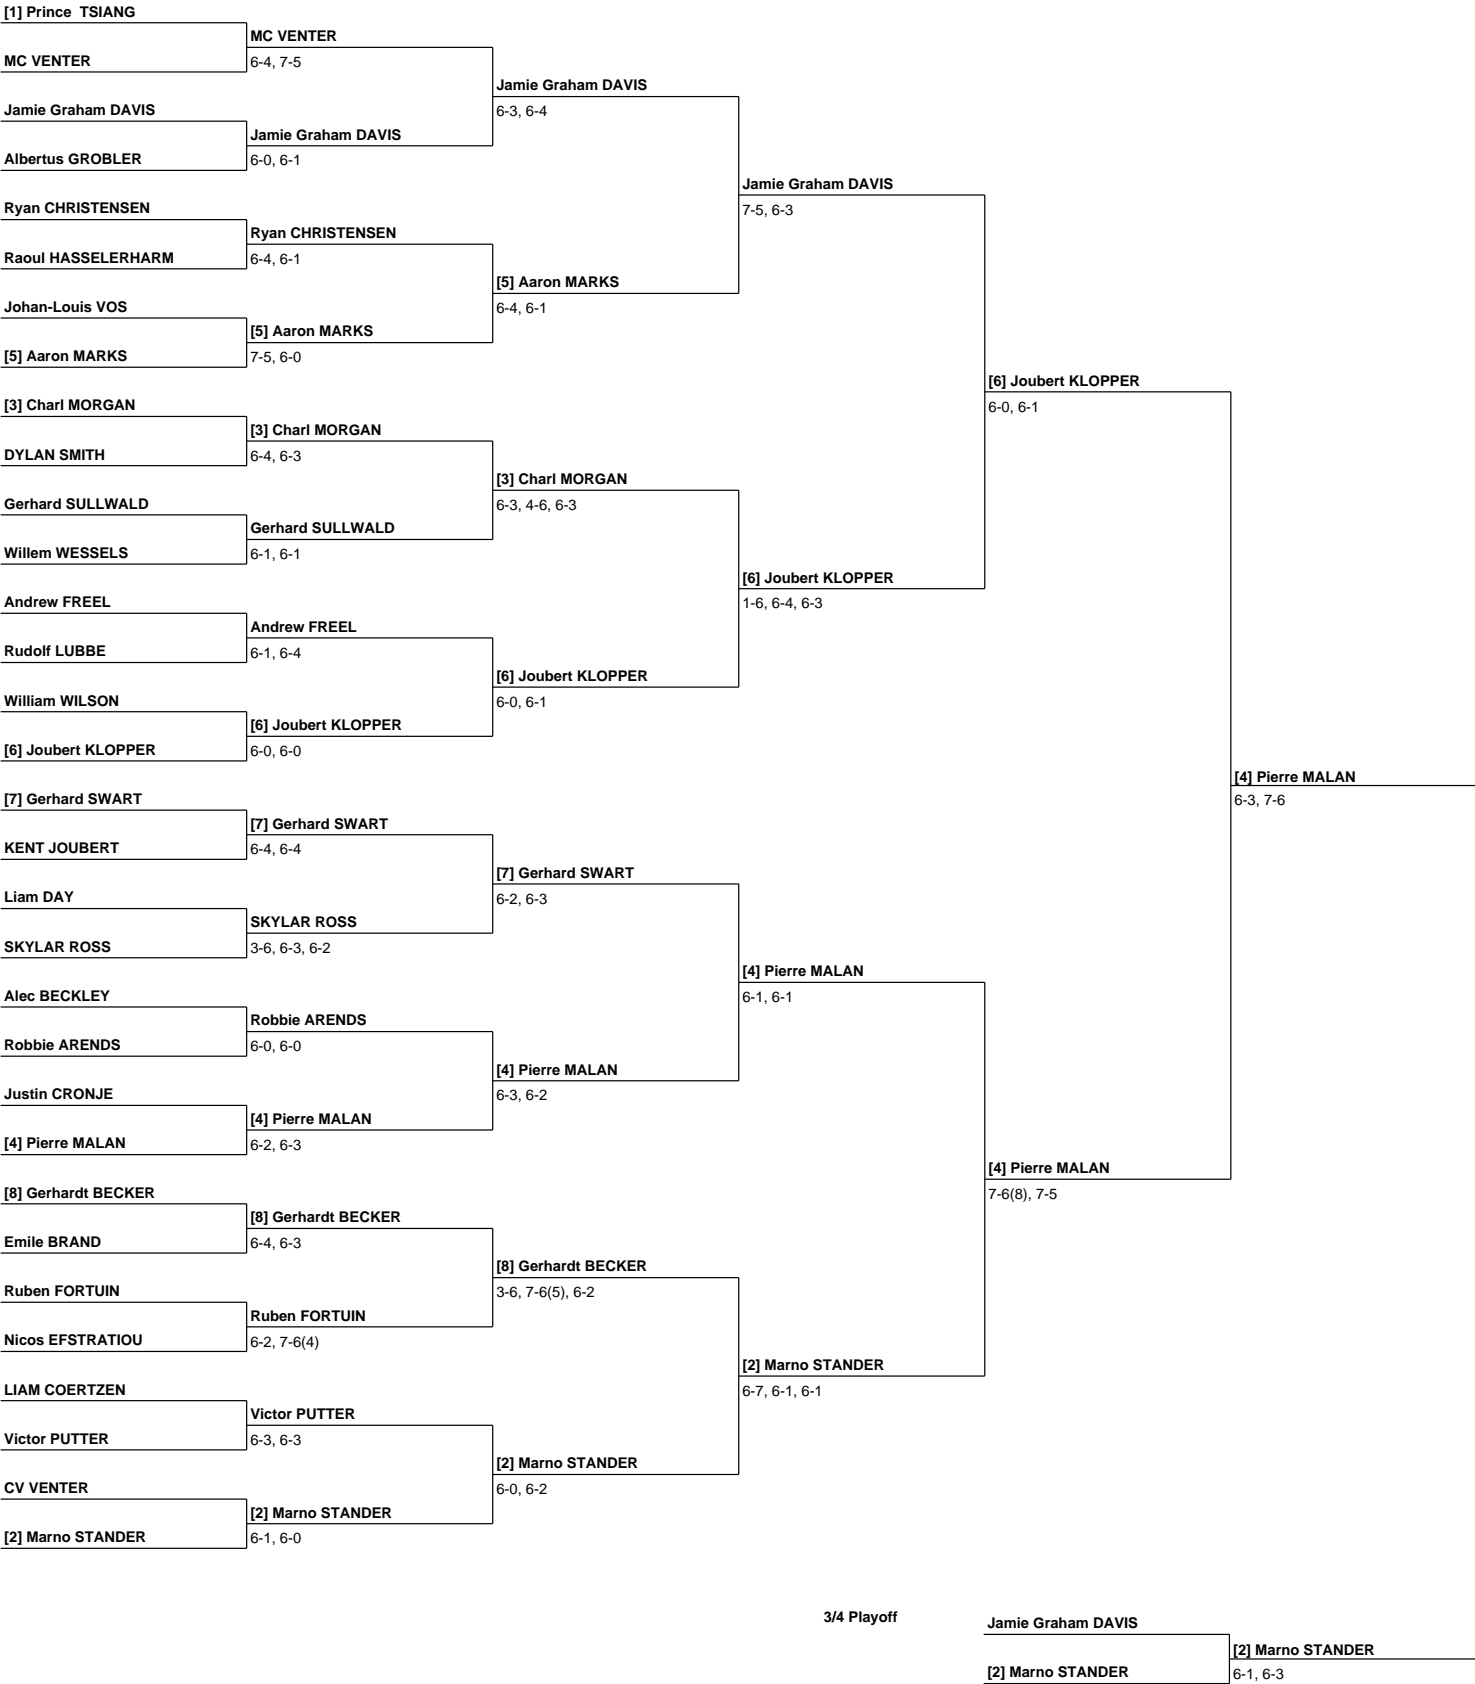 [1] Prince  TSIANG
MC VENTER
MC VENTER
6-4, 7-5
Jamie Graham DAVIS
Jamie Graham DAVIS
6-3, 6-4
Jamie Graham DAVIS
Albertus GROBLER
6-0, 6-1
Jamie Graham DAVIS
Ryan CHRISTENSEN
7-5, 6-3
Ryan CHRISTENSEN
Raoul HASSELERHARM
6-4, 6-1
[5] Aaron MARKS
Johan-Louis VOS
6-4, 6-1
[5] Aaron MARKS
[5] Aaron MARKS
7-5, 6-0
[6] Joubert KLOPPER
[3] Charl MORGAN
6-0, 6-1
[3] Charl MORGAN
DYLAN SMITH
6-4, 6-3
[3] Charl MORGAN
Gerhard SULLWALD
6-3, 4-6, 6-3
Gerhard SULLWALD
Willem WESSELS
6-1, 6-1
[6] Joubert KLOPPER
Andrew FREEL
1-6, 6-4, 6-3
Andrew FREEL
Rudolf LUBBE
6-1, 6-4
[6] Joubert KLOPPER
William WILSON
6-0, 6-1
[6] Joubert KLOPPER
[6] Joubert KLOPPER
6-0, 6-0
[4] Pierre MALAN
[7] Gerhard SWART
6-3, 7-6
[7] Gerhard SWART
KENT JOUBERT
6-4, 6-4
[7] Gerhard SWART
Liam DAY
6-2, 6-3
SKYLAR ROSS
SKYLAR ROSS
3-6, 6-3, 6-2
[4] Pierre MALAN
Alec BECKLEY
6-1, 6-1
Robbie ARENDS
Robbie ARENDS
6-0, 6-0
[4] Pierre MALAN
Justin CRONJE
6-3, 6-2
[4] Pierre MALAN
[4] Pierre MALAN
6-2, 6-3
[4] Pierre MALAN
[8] Gerhardt BECKER
7-6(8), 7-5
[8] Gerhardt BECKER
Emile BRAND
6-4, 6-3
[8] Gerhardt BECKER
Ruben FORTUIN
3-6, 7-6(5), 6-2
Ruben FORTUIN
Nicos EFSTRATIOU
6-2, 7-6(4)
[2] Marno STANDER
LIAM COERTZEN
6-7, 6-1, 6-1
Victor PUTTER
Victor PUTTER
6-3, 6-3
[2] Marno STANDER
CV VENTER
6-0, 6-2
[2] Marno STANDER
[2] Marno STANDER
6-1, 6-0
3/4 Playoff
Jamie Graham DAVIS
[2] Marno STANDER
[2] Marno STANDER
6-1, 6-3